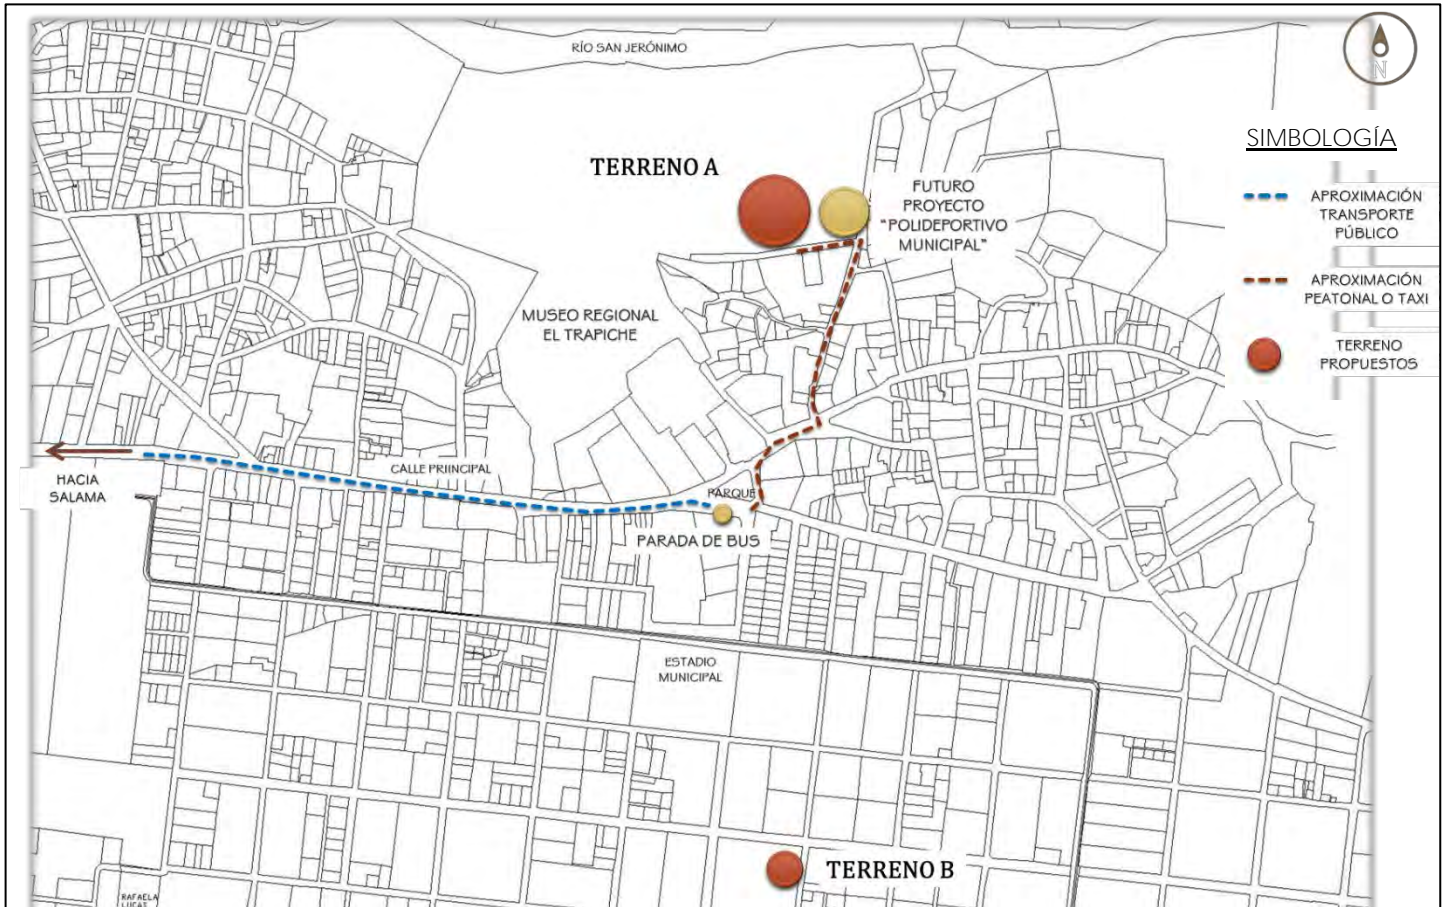 RÍO SAN JERÓNIMO
N
SIMBOLOGÍA
TERRENO A
FUTURO
PROYECTO
"POLIDEPORTIVO
MUNICIPAL"
APROXIMACIÓN
TRANSPORTE
PÚBLICO
APROXIMACIÓN
PEATONAL O TAXI
TERRENO
PROPUESTOS
MUSEO REGIONAL
EL TRAPICHE
CALLE PRIINCIPAL
HACIA
SALAMA
PARQUE
PARADA DE BUS
ESTADIO
MUNICIPAL
TERRENO B
RAFAELA
LUCAS